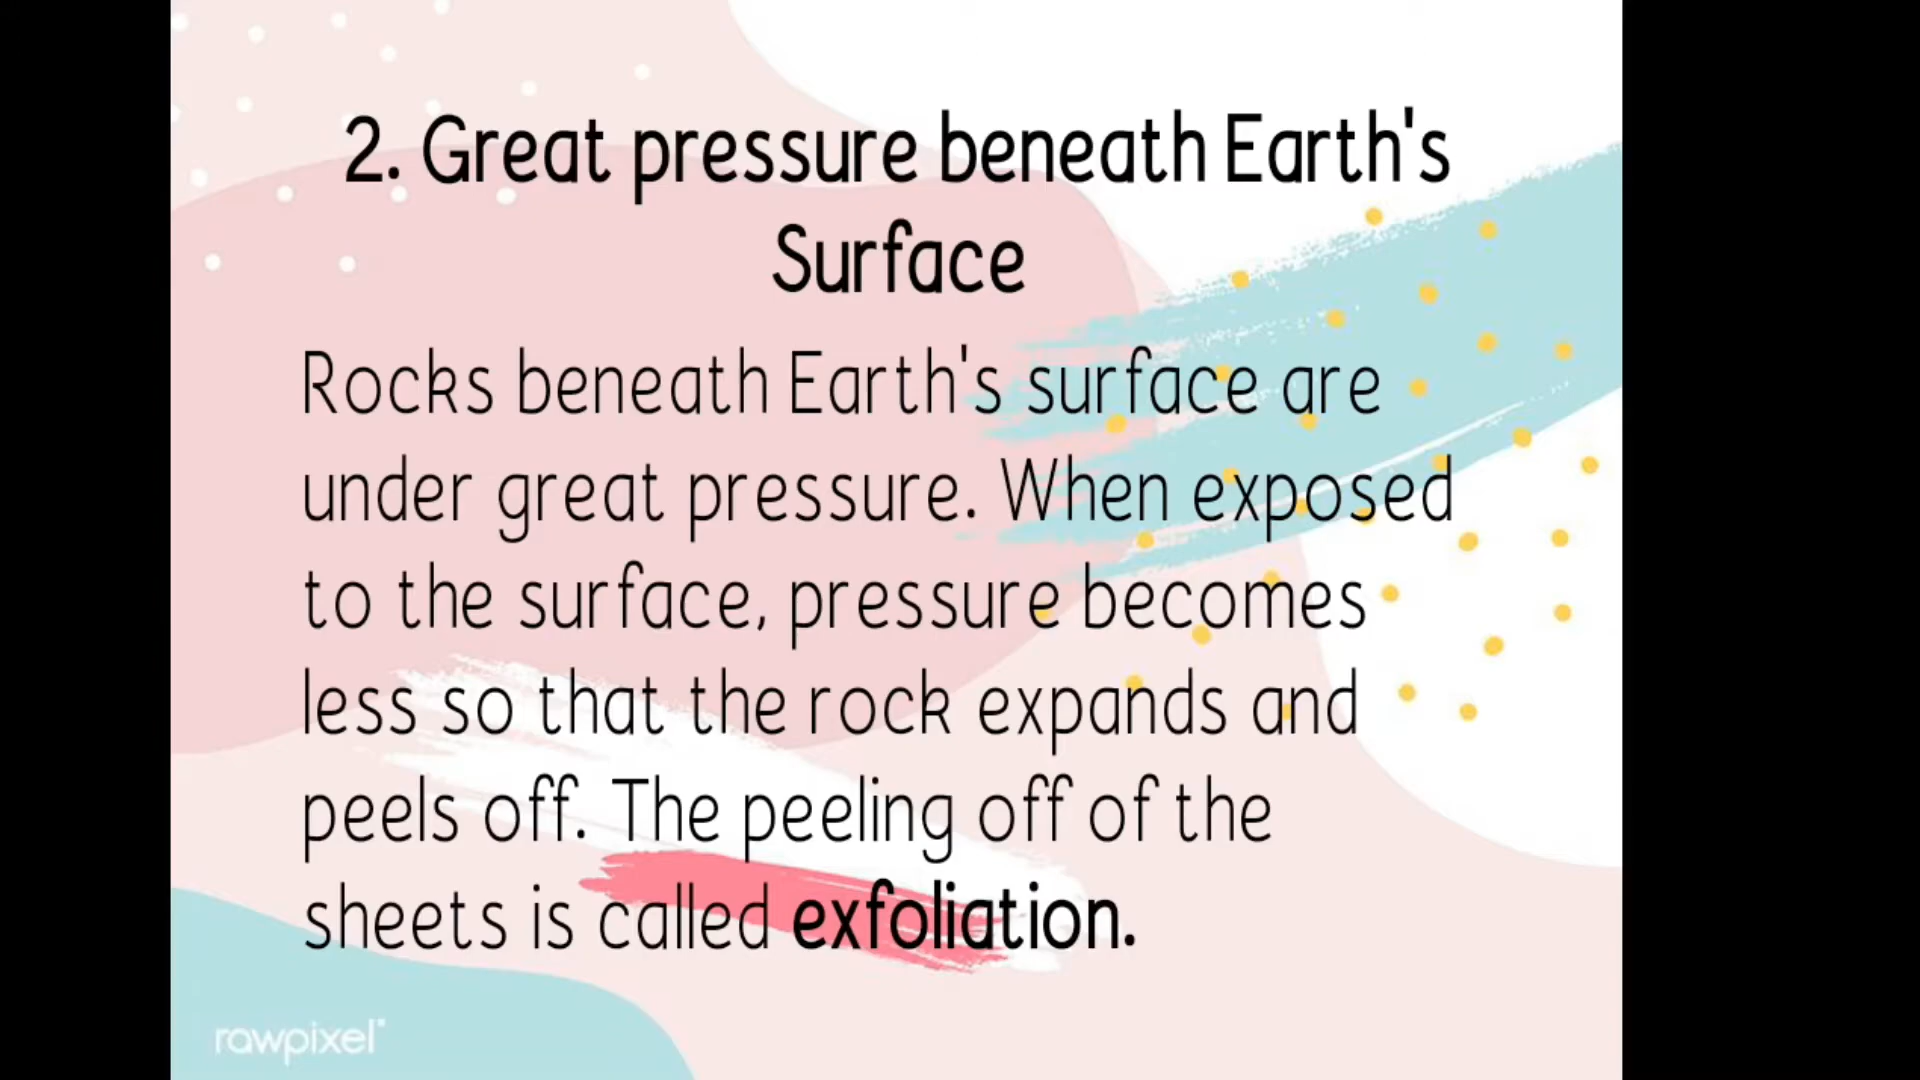 2. Great pressure beneath Earth's
Surface
Rocks beneath Earth's surface are
under great pressure. When exposed
to the surface, pressure becomes
less so that the rock expands and
peels off. The peeling off of the
sheets is called exfoliation.
rawpixel